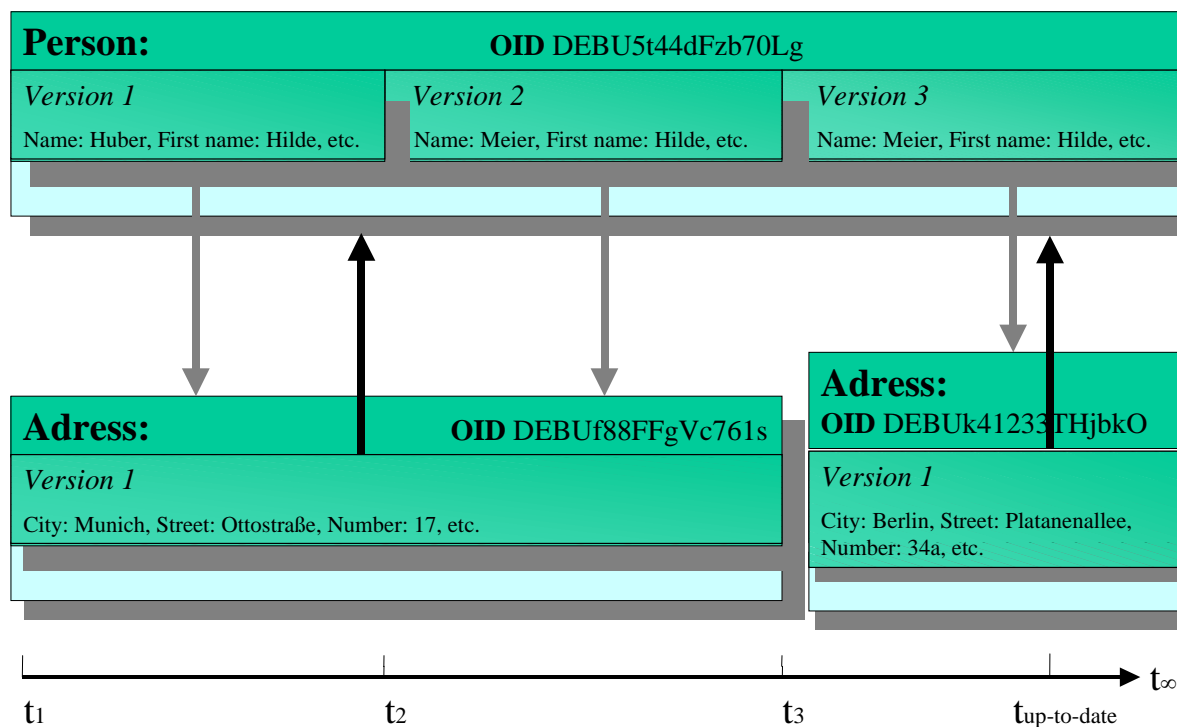 Person: OID DEBU5t44dFzb70Lg
Version 1
Name: Huber, First name: Hilde, etc.
Version 2
Name: Meier, First name: Hilde, etc.
Version 3
Name: Meier, First name: Hilde, etc.
Adress: OID DEBUf88FFgVc761s
Version 1
City: Munich, Street: Ottostraße, Number: 17, etc.
Adress:
OID DEBUk41233THjbkO
Version 1
City: Berlin, Street: Platanenallee,
Number: 34a, etc.
t∞
t1 t2 t3 tup-to-date